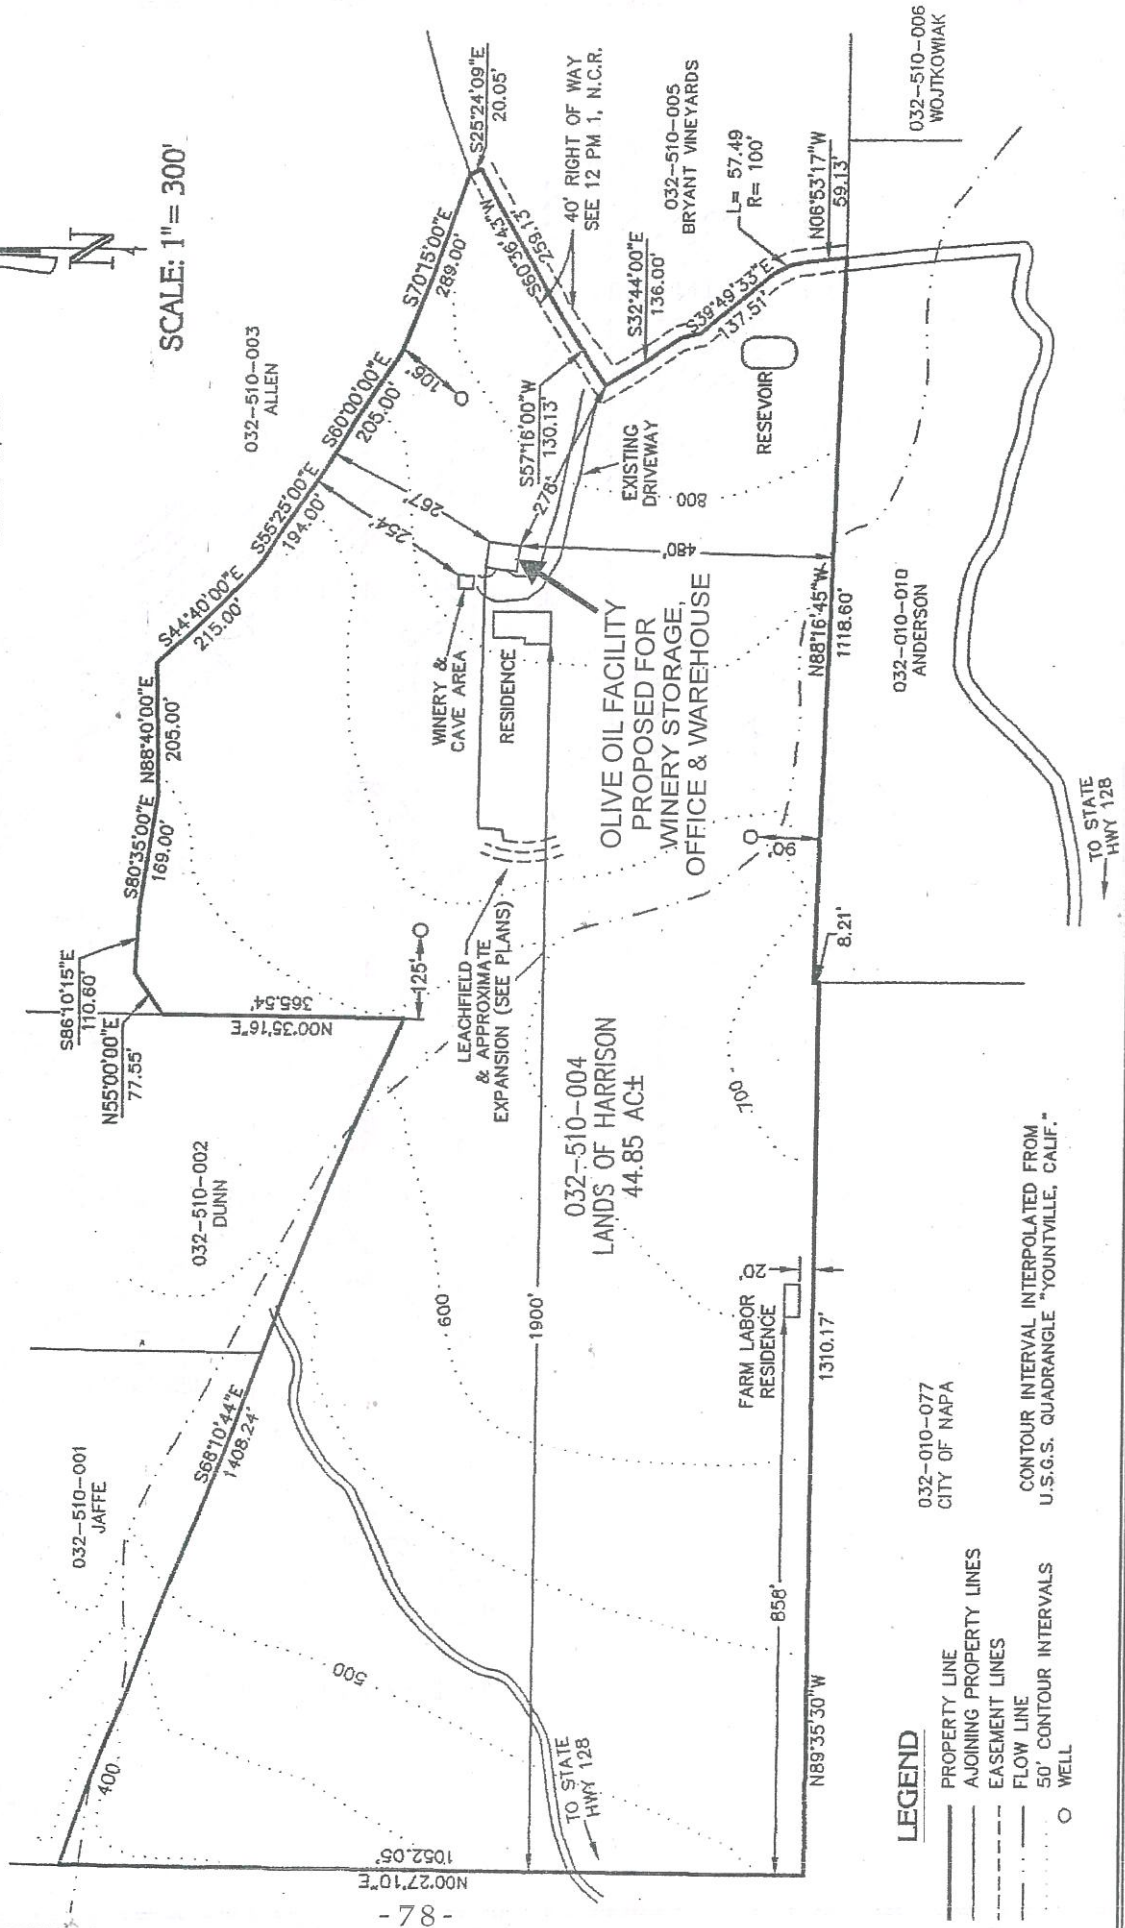 N
SCALE: 1"= 300'
032-510-003
ALLEN
032-510-006
WOJTKOWIAK
S25°24'09"E
20.05'
40' RIGHT OF WAY
SEE 12 PM 1, N.C.R.
032-510-005
BRYANT VINEYARDS
L= 57.49
R= 100'
N06°53'17"W
59.13'
S70°15'00"E
289.00'
S60°36'43"W
259.13'
S32°44'00"E
136.00'
S39°49'33"E
137.51'
S60°00'00"E
205.00'
106'
S57°16'00"W
130.13'
278'
EXISTING
DRIVEWAY
RESEVOIR
800
S55°25'00"E
194.00'
267'
254'
480'
S44°40'00"E
215.00'
N88°40'00"E
205.00'
S80°35'00"E
169.00'
S86°10'15"E
110.60'
N55°00'00"E
77.55'
N00°35'16"E
365.54'
125'
WINERY &
CAVE AREA
RESIDENCE
OLIVE OIL FACILITY
PROPOSED FOR
WINERY STORAGE,
OFFICE & WAREHOUSE
LEACHFIELD
& APPROXIMATE
EXPANSION (SEE PLANS)
N88°16'45"W
1118.60'
032-010-010
ANDERSON
90'
8.21'
TO STATE
HWY 128
032-510-002
DUNN
032-510-004
LANDS OF HARRISON
44.85 AC±
700
600
1900'
20'
FARM LABOR
RESIDENCE
1310.17'
032-510-001
JAFFE
S68°10'44"E
1408.24'
500
400
858'
TO STATE
HWY 128
N00°27'10"E
1052.05'
N89°35'30"W
032-010-077
CITY OF NAPA
CONTOUR INTERVAL INTERPOLATED FROM
U.S.G.S. QUADRANGLE "YOUNTVILLE, CALIF."
LEGEND
PROPERTY LINE
AJOINING PROPERTY LINES
EASEMENT LINES
FLOW LINE
50' CONTOUR INTERVALS
WELL
-78-